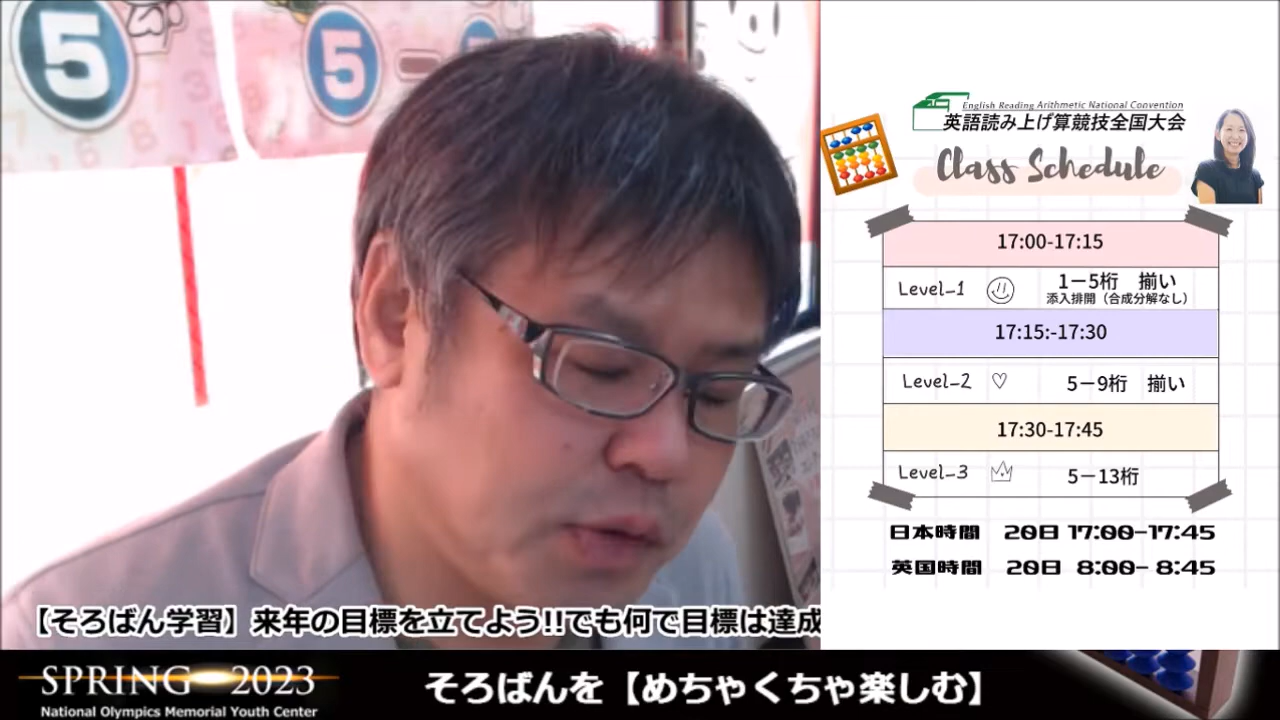 5
5
English Reading Arithmetic National Convention
英語読み上げ算競技全国大会
Class Schedule
17:00-17:15
Level-1 1ー5桁 揃い
添入排開（合成分解なし）
17:15:-17:30
Level-2 5ー9桁 揃い
17:30-17:45
Level-3 5ー13桁
日本時間 20日 17:00-17:45
英国時間 20日 8:00- 8:45
【そろばん学習】来年の目標を立てよう!!でも何で目標は達成
SPRING 2023
National Olympics Memorial Youth Center
そろばんを【めちゃくちゃ楽しむ】